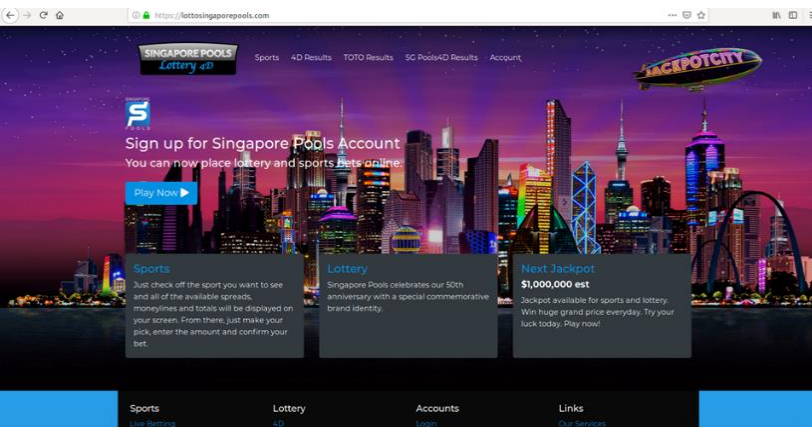 https://lottosingaporepools.com
SINGAPORE POOLS
Lottery 4D
Sports 4D Results TOTO Results SG Pools4D Results Account
JACKPOTCITY
SINGAPORE
POOLS
Sign up for Singapore Pools Account
You can now place lottery and sports bets online.
Play Now
Sports
Just check off the sport you want to see
and all of the available spreads,
moneylines and totals will be displayed on
your screen. From there, just make your
pick, enter the amount and confirm your
bet.
Lottery
Singapore Pools celebrates our 50th
anniversary with a special commemorative
brand identity.
Next Jackpot
$1,000,000 est
Jackpot available for sports and lottery.
Win huge grand price everyday. Try your
luck today. Play now!
Sports Lottery Accounts Links
Live Betting 4D Login Our Services